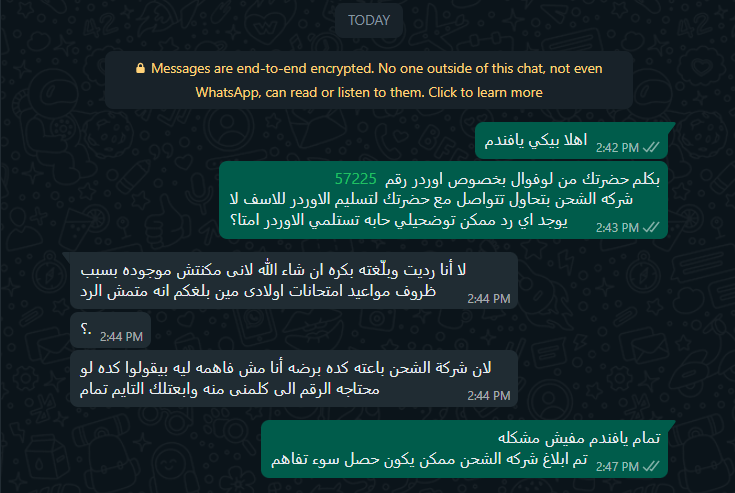 TODAY
Messages are end-to-end encrypted. No one outside of this chat, not even
WhatsApp, can read or listen to them. Click to learn more
اهلا بيكي يافندم
2:42 PM
بكلم حضرتك من لوفوال بخصوص اوردر رقم 57225
شركه الشحن بتحاول تتواصل مع حضرتك لتسليم الاوردر للاسف لا
يوجد اي رد ممكن توضحيلي حابه تستلمي الاوردر امتا؟
2:43 PM
لا أنا رديت وبلّغته بكره ان شاء الله لانى مكنتش موجوده بسبب
ظروف مواعيد امتحانات اولادى مين بلغكم انه متمش الرد
2:44 PM
؟.
2:44 PM
لان شركة الشحن باعته كده برضه أنا مش فاهمه ليه بيقولوا كده لو
محتاجه الرقم الى كلمنى منه وابعتلك التايم تمام
2:44 PM
تمام يافندم مفيش مشكله
تم ابلاغ شركه الشحن ممكن يكون حصل سوء تفاهم
2:47 PM